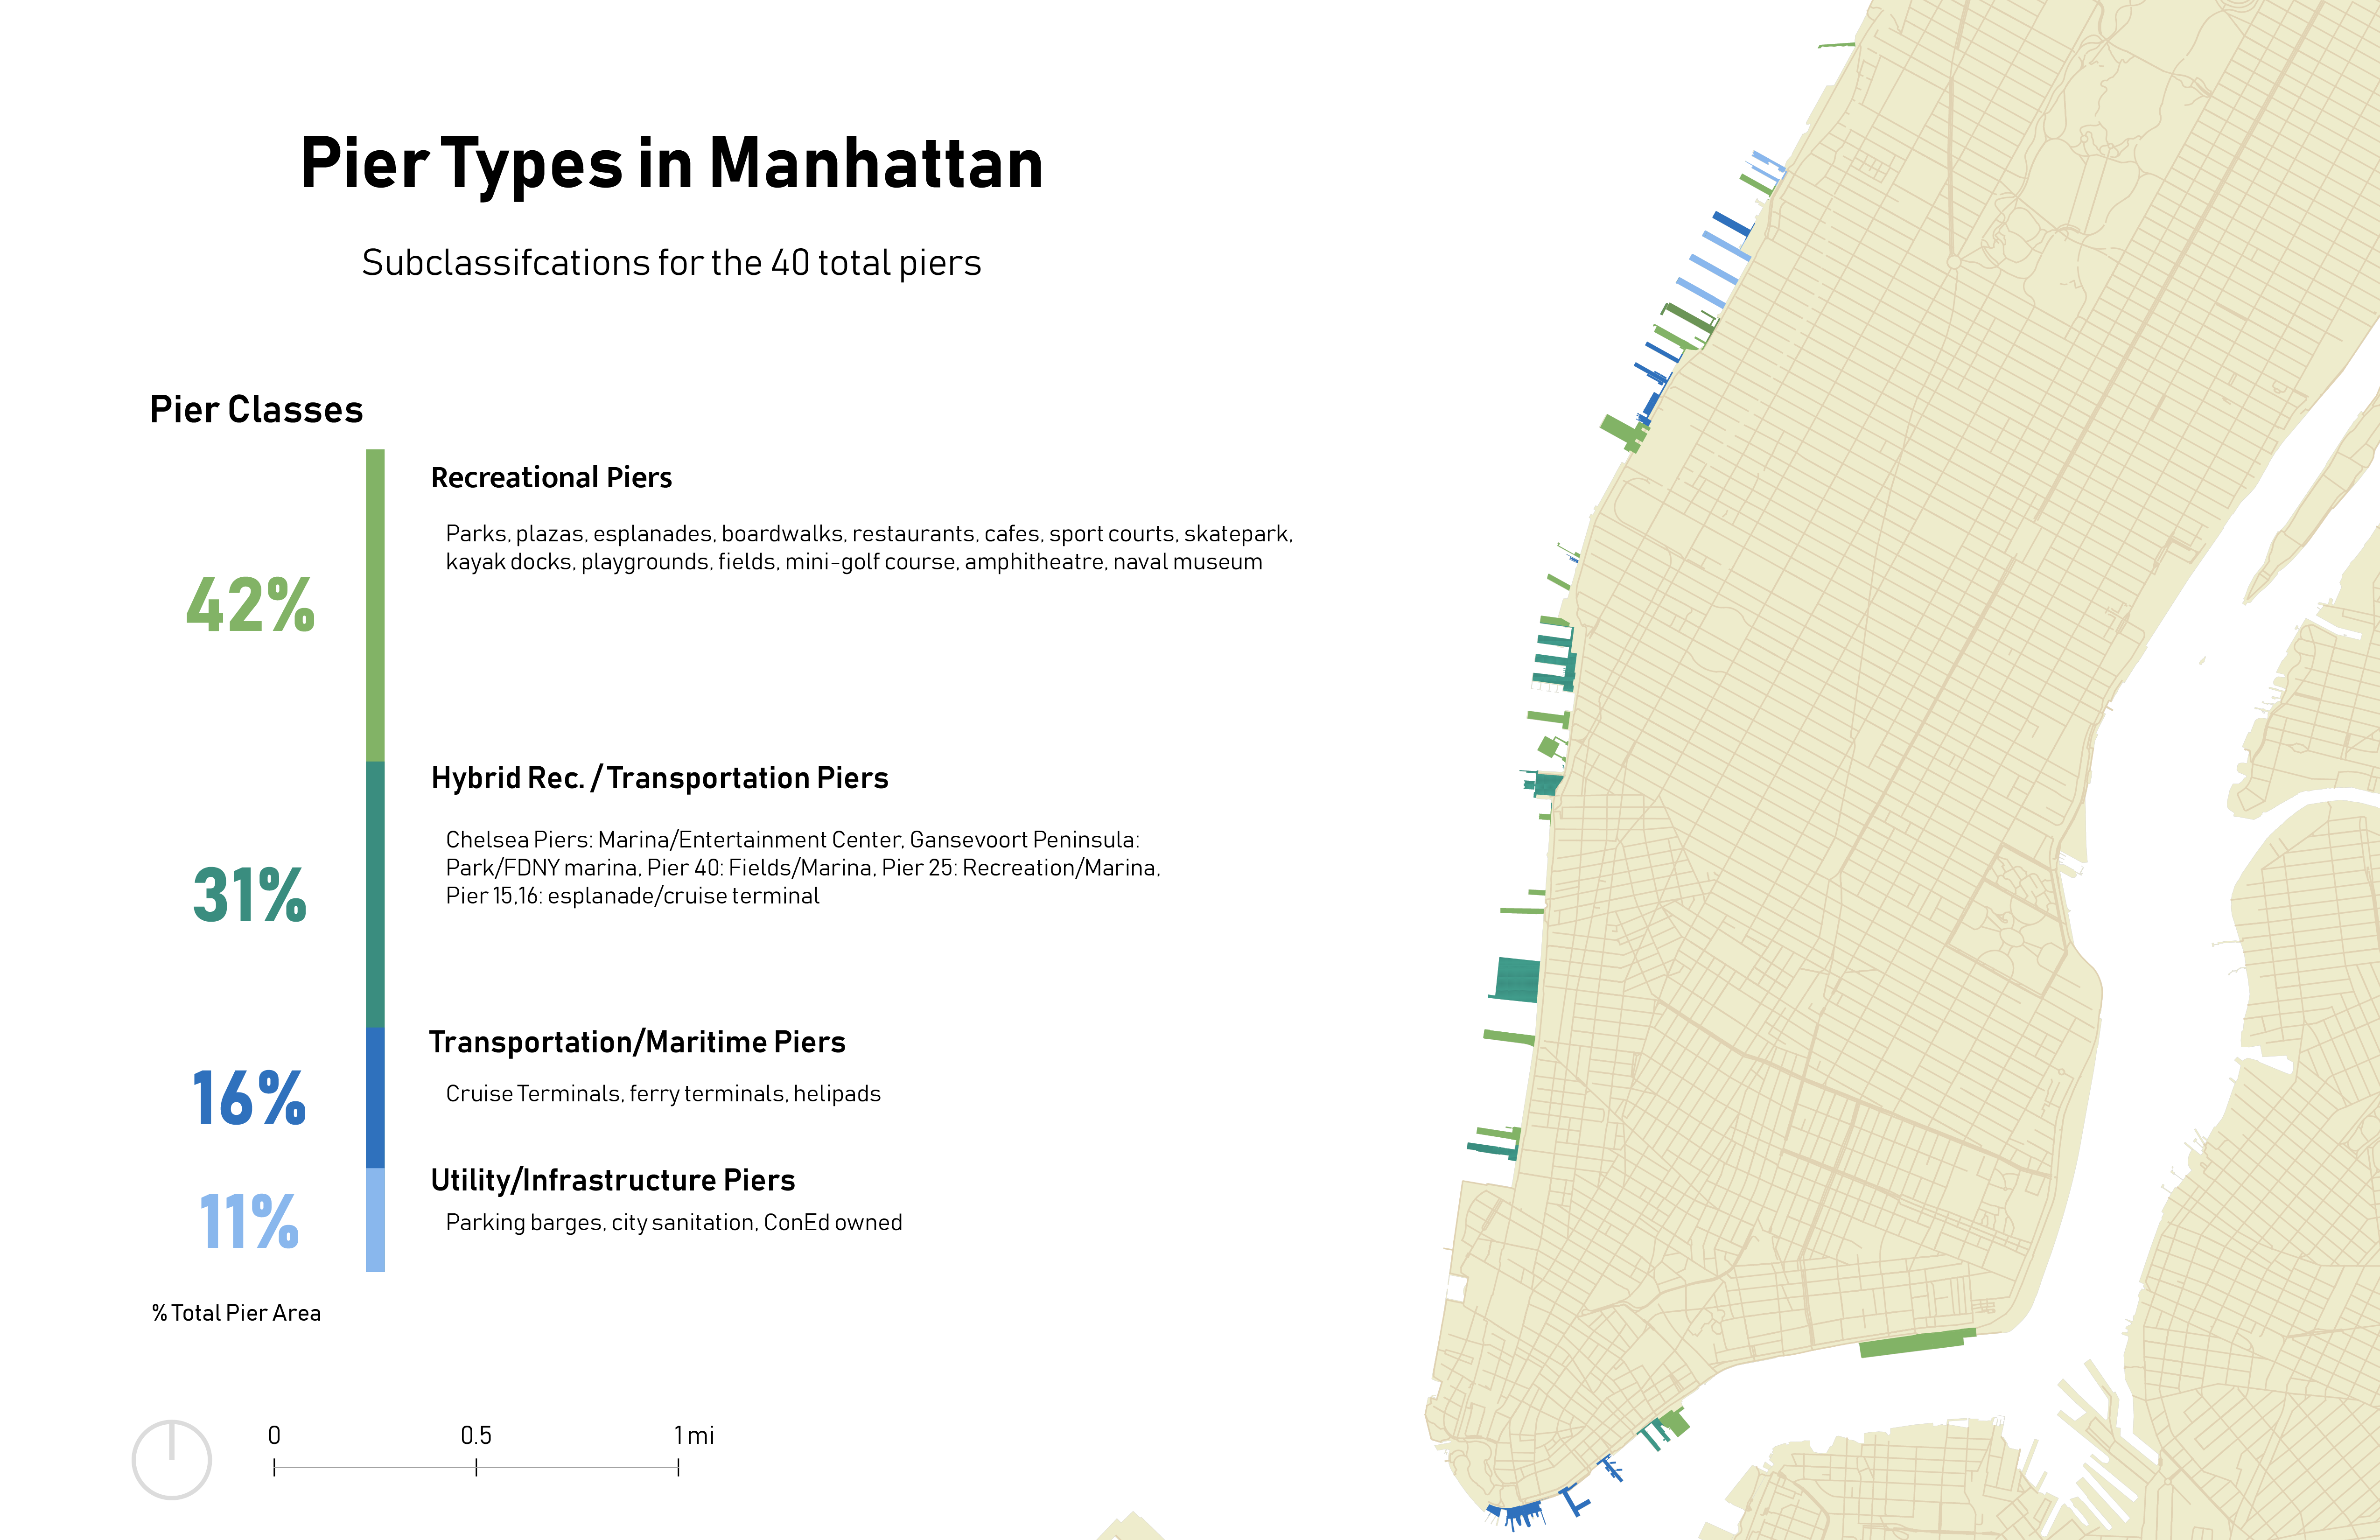 Pier Types in Manhattan
Subclassifcations for the 40 total piers
Pier Classes
42%
Recreational Piers
Parks, plazas, esplanades, boardwalks, restaurants, cafes, sport courts, skatepark,
kayak docks, playgrounds, fields, mini-golf course, amphitheatre, naval museum
31%
Hybrid Rec. / Transportation Piers
Chelsea Piers: Marina/Entertainment Center, Gansevoort Peninsula:
Park/FDNY marina, Pier 40: Fields/Marina, Pier 25: Recreation/Marina,
Pier 15,16: esplanade/cruise terminal
16%
Transportation/Maritime Piers
Cruise Terminals, ferry terminals, helipads
11%
Utility/Infrastructure Piers
Parking barges, city sanitation, ConEd owned
% Total Pier Area
0 0.5 1 mi